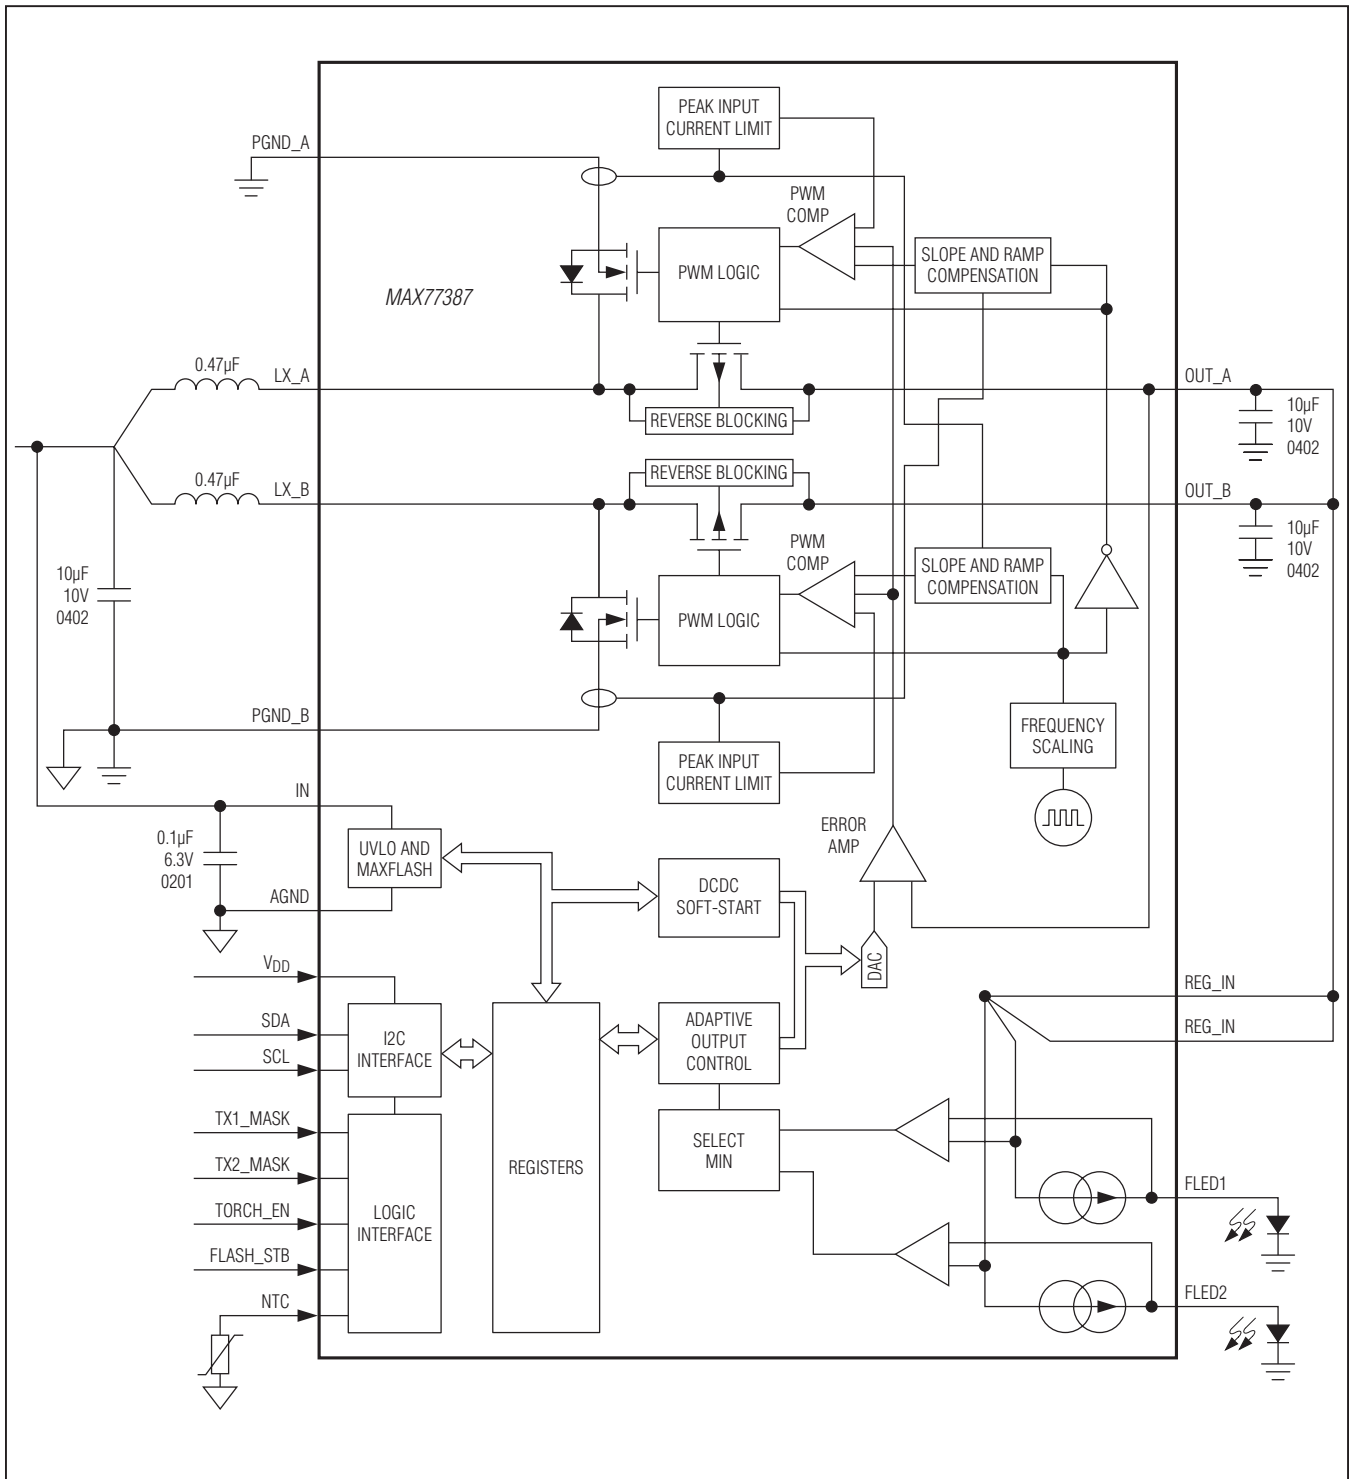 PEAK INPUT
CURRENT LIMIT
PGND_A
PWM
COMP
PWM LOGIC
SLOPE AND RAMP
COMPENSATION
MAX77387
0.47µF
LX_A
OUT_A
REVERSE BLOCKING
10µF
10V
0402
REVERSE BLOCKING
0.47µF
LX_B
OUT_B
10µF
10V
0402
PWM
COMP
SLOPE AND RAMP
COMPENSATION
10µF
10V
0402
PWM LOGIC
PGND_B
FREQUENCY
SCALING
PEAK INPUT
CURRENT LIMIT
IN
0.1µF
6.3V
0201
UVLO AND
MAXFLASH
ERROR
AMP
AGND
DCDC
SOFT-START
DAC
VDD
REG_IN
SDA
SCL
I2C
INTERFACE
ADAPTIVE
OUTPUT
CONTROL
REG_IN
TX1_MASK
TX2_MASK
TORCH_EN
FLASH_STB
NTC
LOGIC
INTERFACE
REGISTERS
SELECT
MIN
FLED1
FLED2